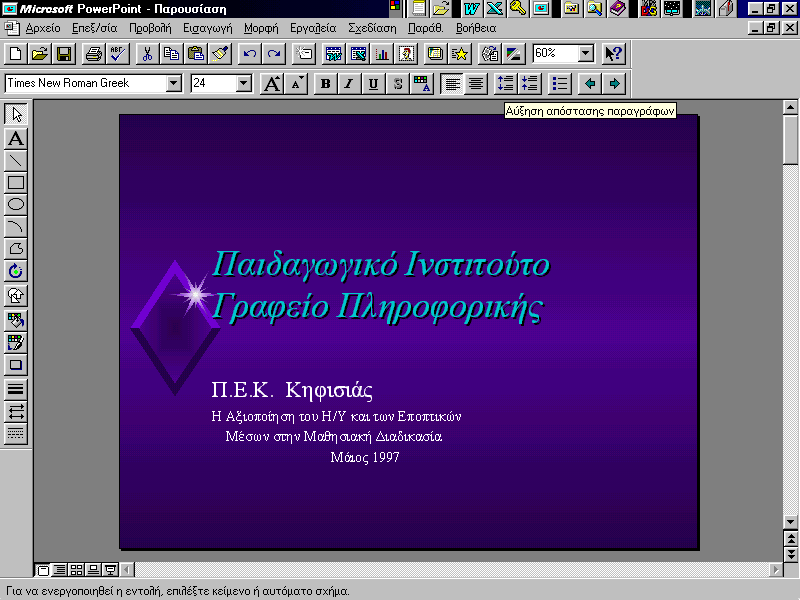 Microsoft PowerPoint - Παρουσίαση
Αρχείο Επεξ/σία Προβολή Εισαγωγή Μορφή Εργαλεία Σχεδίαση Παράθ. Βοήθεια
60%
Times New Roman Greek 24 A A B I U S
Αύξηση απόστασης παραγράφων
Παιδαγωγικό Ινστιτούτο
Γραφείο Πληροφορικής
Π.Ε.Κ. Κηφισιάς
Η Αξιοποίηση του Η/Υ και των Εποπτικών
Μέσων στην Μαθησιακή Διαδικασία
Μάιος 1997
Για να ενεργοποιηθεί η εντολή, επιλέξτε κείμενο ή αυτόματο σχήμα.